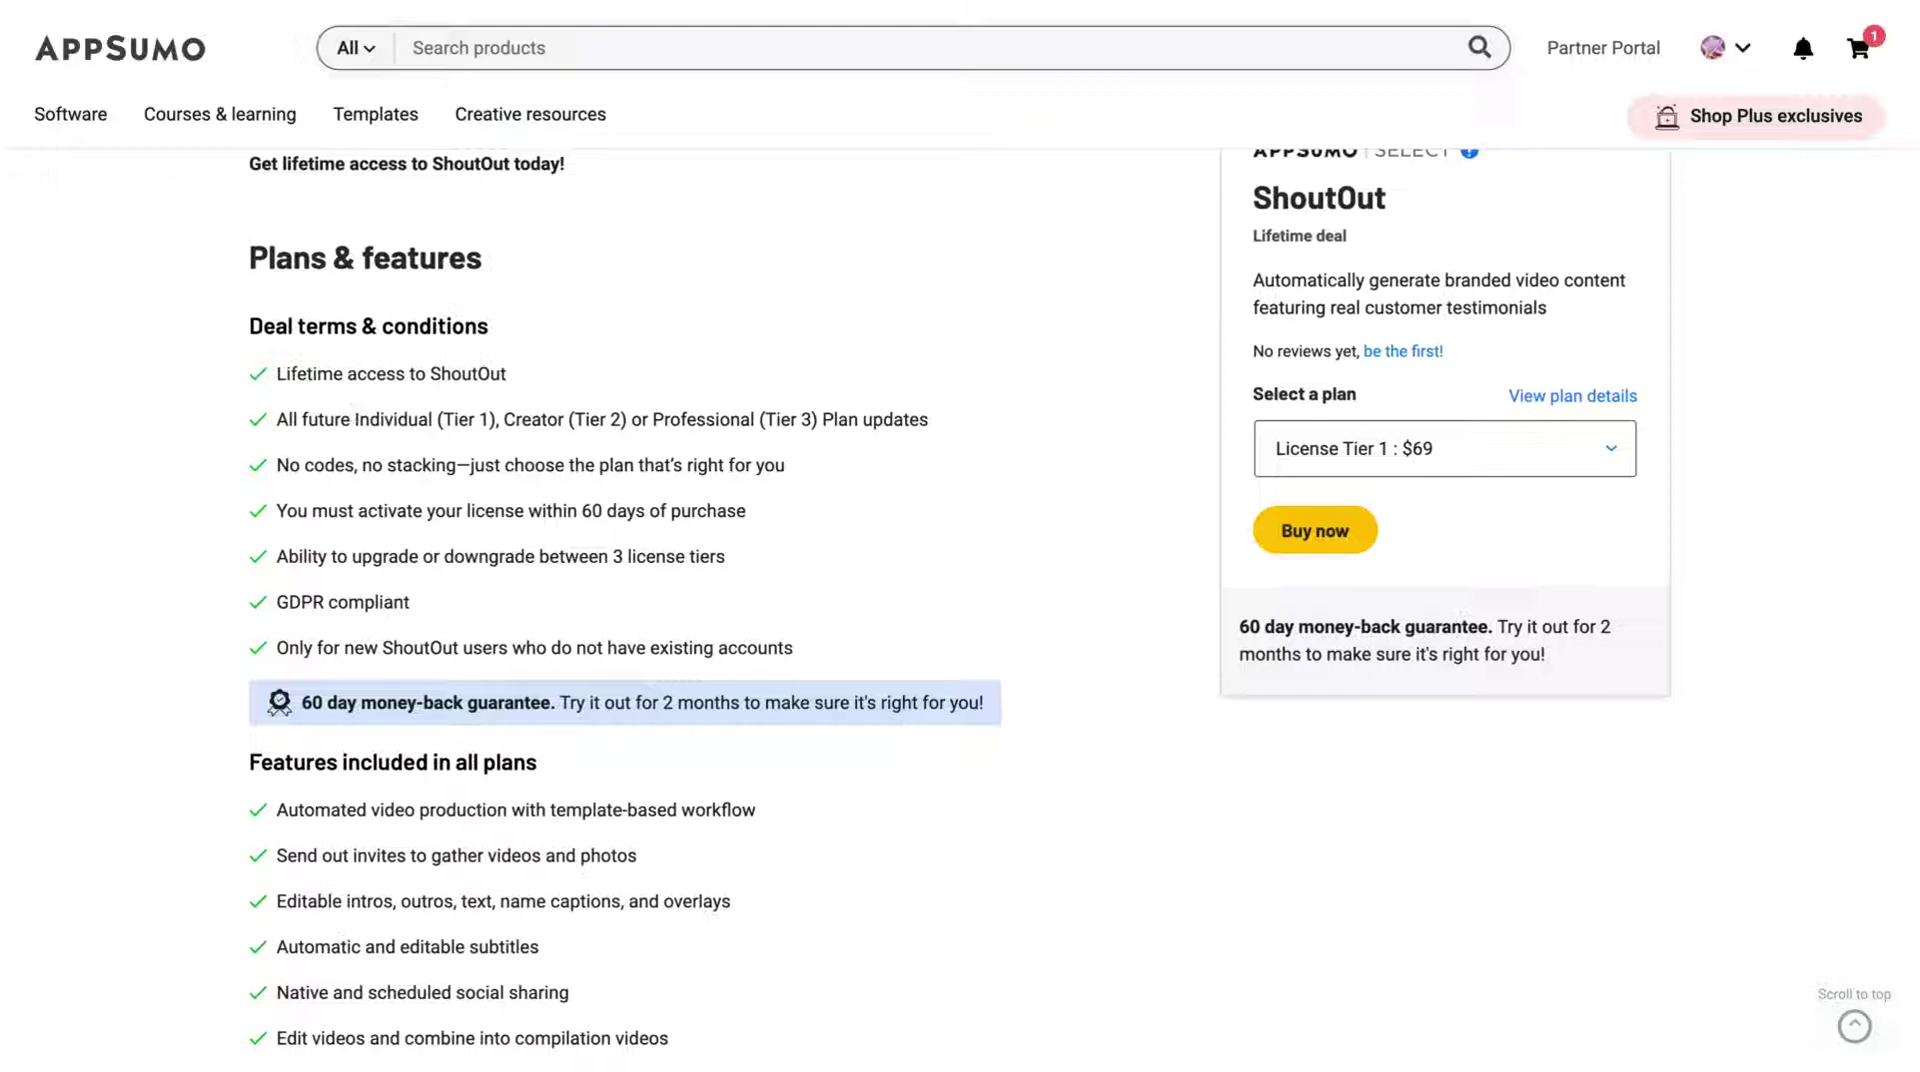 APPSUMO
All
Search products
Partner Portal
1
Software
Courses & learning
Templates
Creative resources
Shop Plus exclusives
Get lifetime access to ShoutOut today!
Plans & features
Deal terms & conditions
Lifetime access to ShoutOut
All future Individual (Tier 1), Creator (Tier 2) or Professional (Tier 3) Plan updates
No codes, no stacking—just choose the plan that's right for you
You must activate your license within 60 days of purchase
Ability to upgrade or downgrade between 3 license tiers
GDPR compliant
Only for new ShoutOut users who do not have existing accounts
60 day money-back guarantee. Try it out for 2 months to make sure it's right for you!
Features included in all plans
Automated video production with template-based workflow
Send out invites to gather videos and photos
Editable intros, outros, text, name captions, and overlays
Automatic and editable subtitles
Native and scheduled social sharing
Edit videos and combine into compilation videos
APPSUMO | SELECT
ShoutOut
Lifetime deal
Automatically generate branded video content
featuring real customer testimonials
No reviews yet, be the first!
Select a plan
View plan details
License Tier 1 : $69
Buy now
60 day money-back guarantee. Try it out for 2
months to make sure it's right for you!
Scroll to top